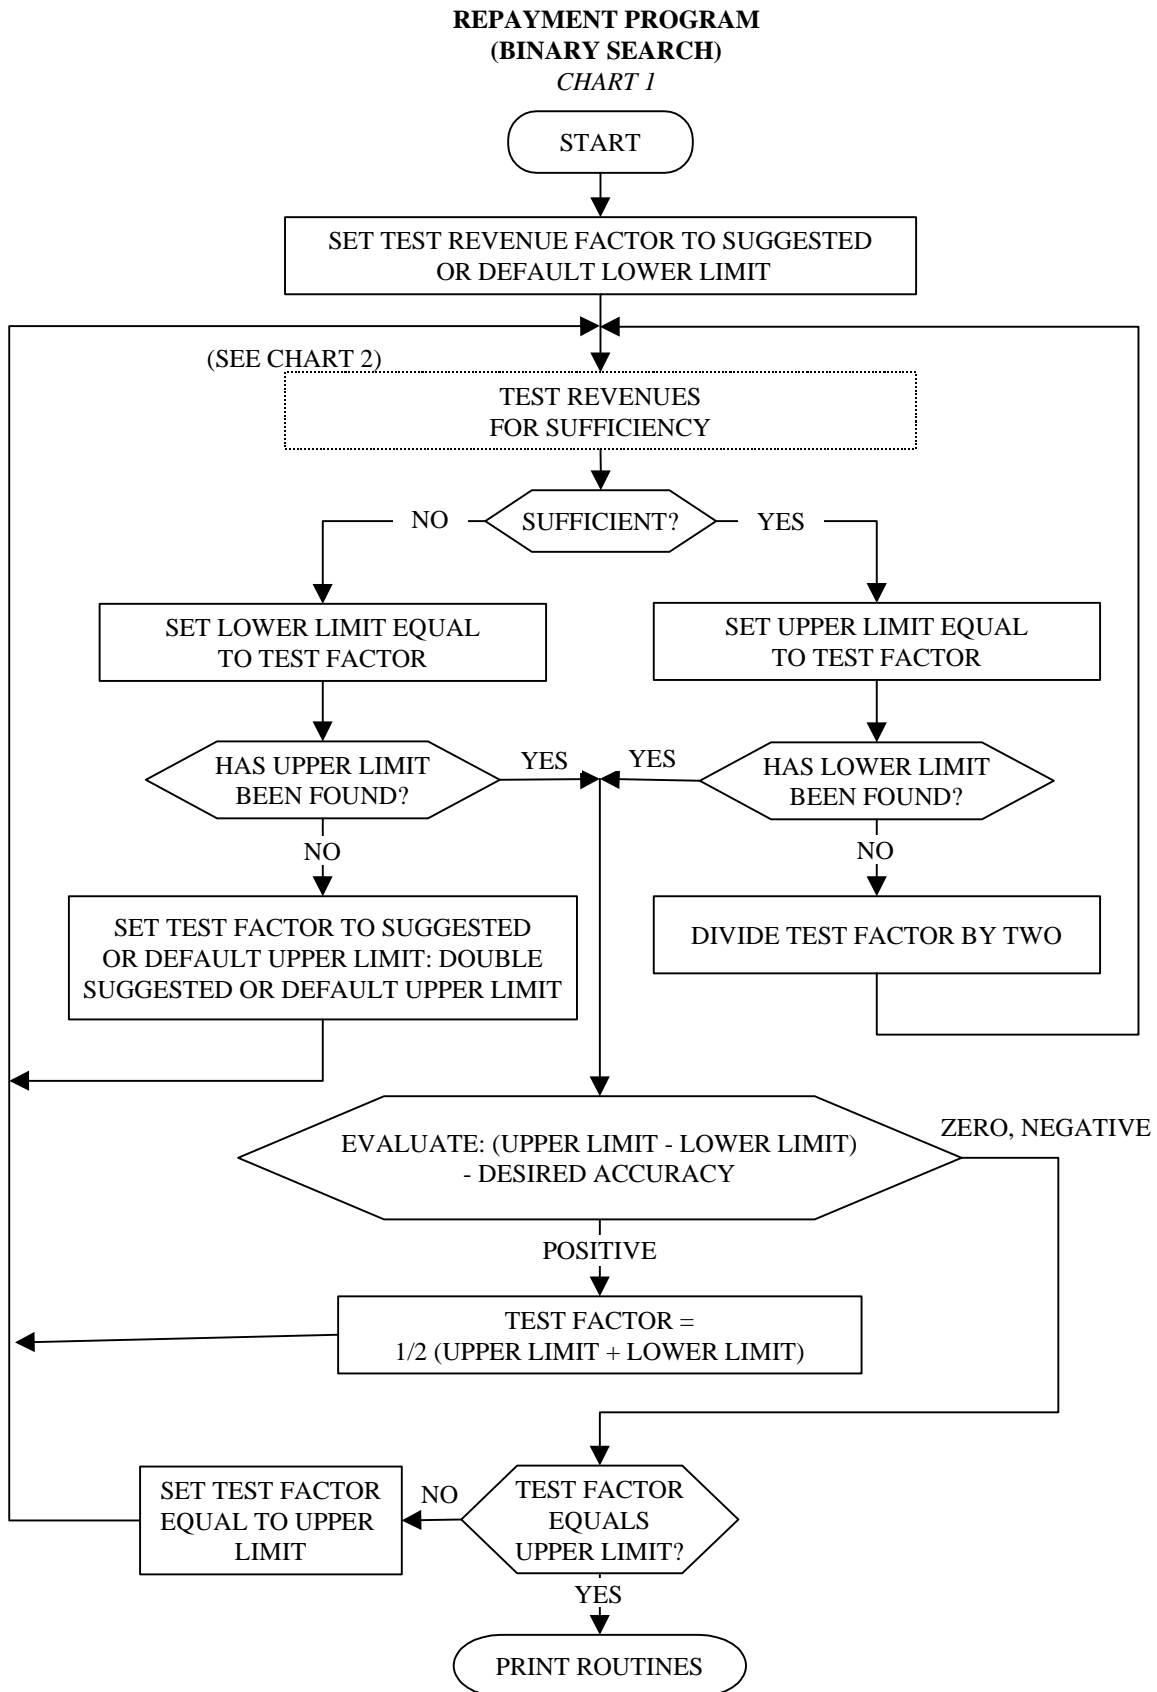 REPAYMENT PROGRAM
(BINARY SEARCH)
CHART 1
START
SET TEST REVENUE FACTOR TO SUGGESTED
OR DEFAULT LOWER LIMIT
(SEE CHART 2)
TEST REVENUES
FOR SUFFICIENCY
NO
SUFFICIENT?
YES
SET LOWER LIMIT EQUAL
TO TEST FACTOR
SET UPPER LIMIT EQUAL
TO TEST FACTOR
HAS UPPER LIMIT
BEEN FOUND?
YES
YES
HAS LOWER LIMIT
BEEN FOUND?
NO
NO
SET TEST FACTOR TO SUGGESTED
OR DEFAULT UPPER LIMIT: DOUBLE
SUGGESTED OR DEFAULT UPPER LIMIT
DIVIDE TEST FACTOR BY TWO
EVALUATE: (UPPER LIMIT - LOWER LIMIT)
- DESIRED ACCURACY
ZERO, NEGATIVE
POSITIVE
TEST FACTOR =
1/2 (UPPER LIMIT + LOWER LIMIT)
SET TEST FACTOR
EQUAL TO UPPER
LIMIT
NO
TEST FACTOR
EQUALS
UPPER LIMIT?
YES
PRINT ROUTINES